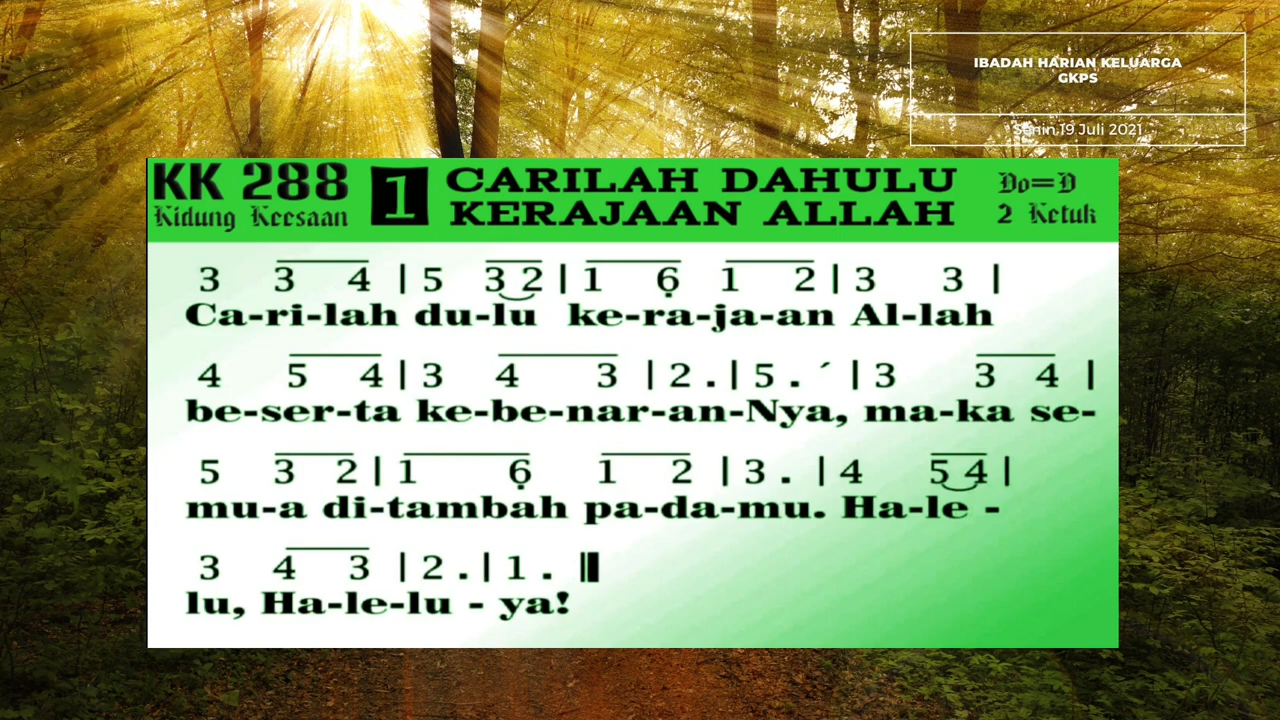 IBADAH HARIAN KELUARGA
GKPS
Senin,19 Juli 2021
KK 288 1 CARILAH DAHULU Do=D
Kidung Keesaan KERAJAAN ALLAH 2 Ketuk
3 3 4 | 5 3 2 | 1 6̣ 1 2 | 3 3 |
Ca-ri-lah du-lu ke-ra-ja-an Al-lah
4 5 4 | 3 4 3 | 2 . | 5 . ´ | 3 3 4 |
be-ser-ta ke-be-nar-an-Nya, ma-ka se-
5 3 2 | 1 6̣ 1 2 | 3 . | 4 5 4 |
mu-a di-tambah pa-da-mu. Ha-le -
3 4 3 | 2 . | 1 . ||
lu, Ha-le-lu - ya!